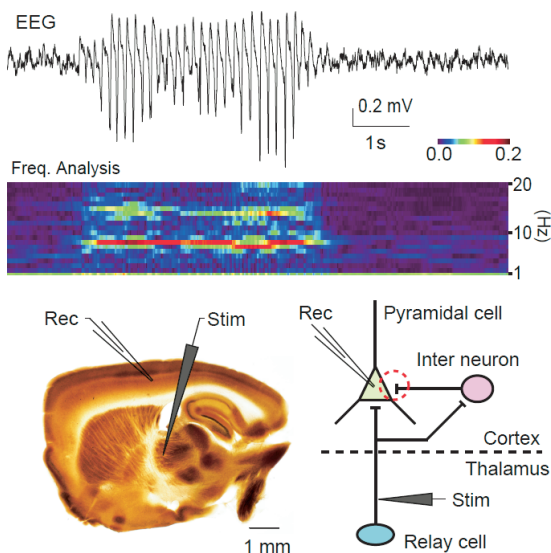 EEG
0.2 mV
1s
0.0 0.2
Freq. Analysis
20
10
1
(Hz)
Rec
Stim
1 mm
Rec
Pyramidal cell
Inter neuron
Cortex
Thalamus
Stim
Relay cell